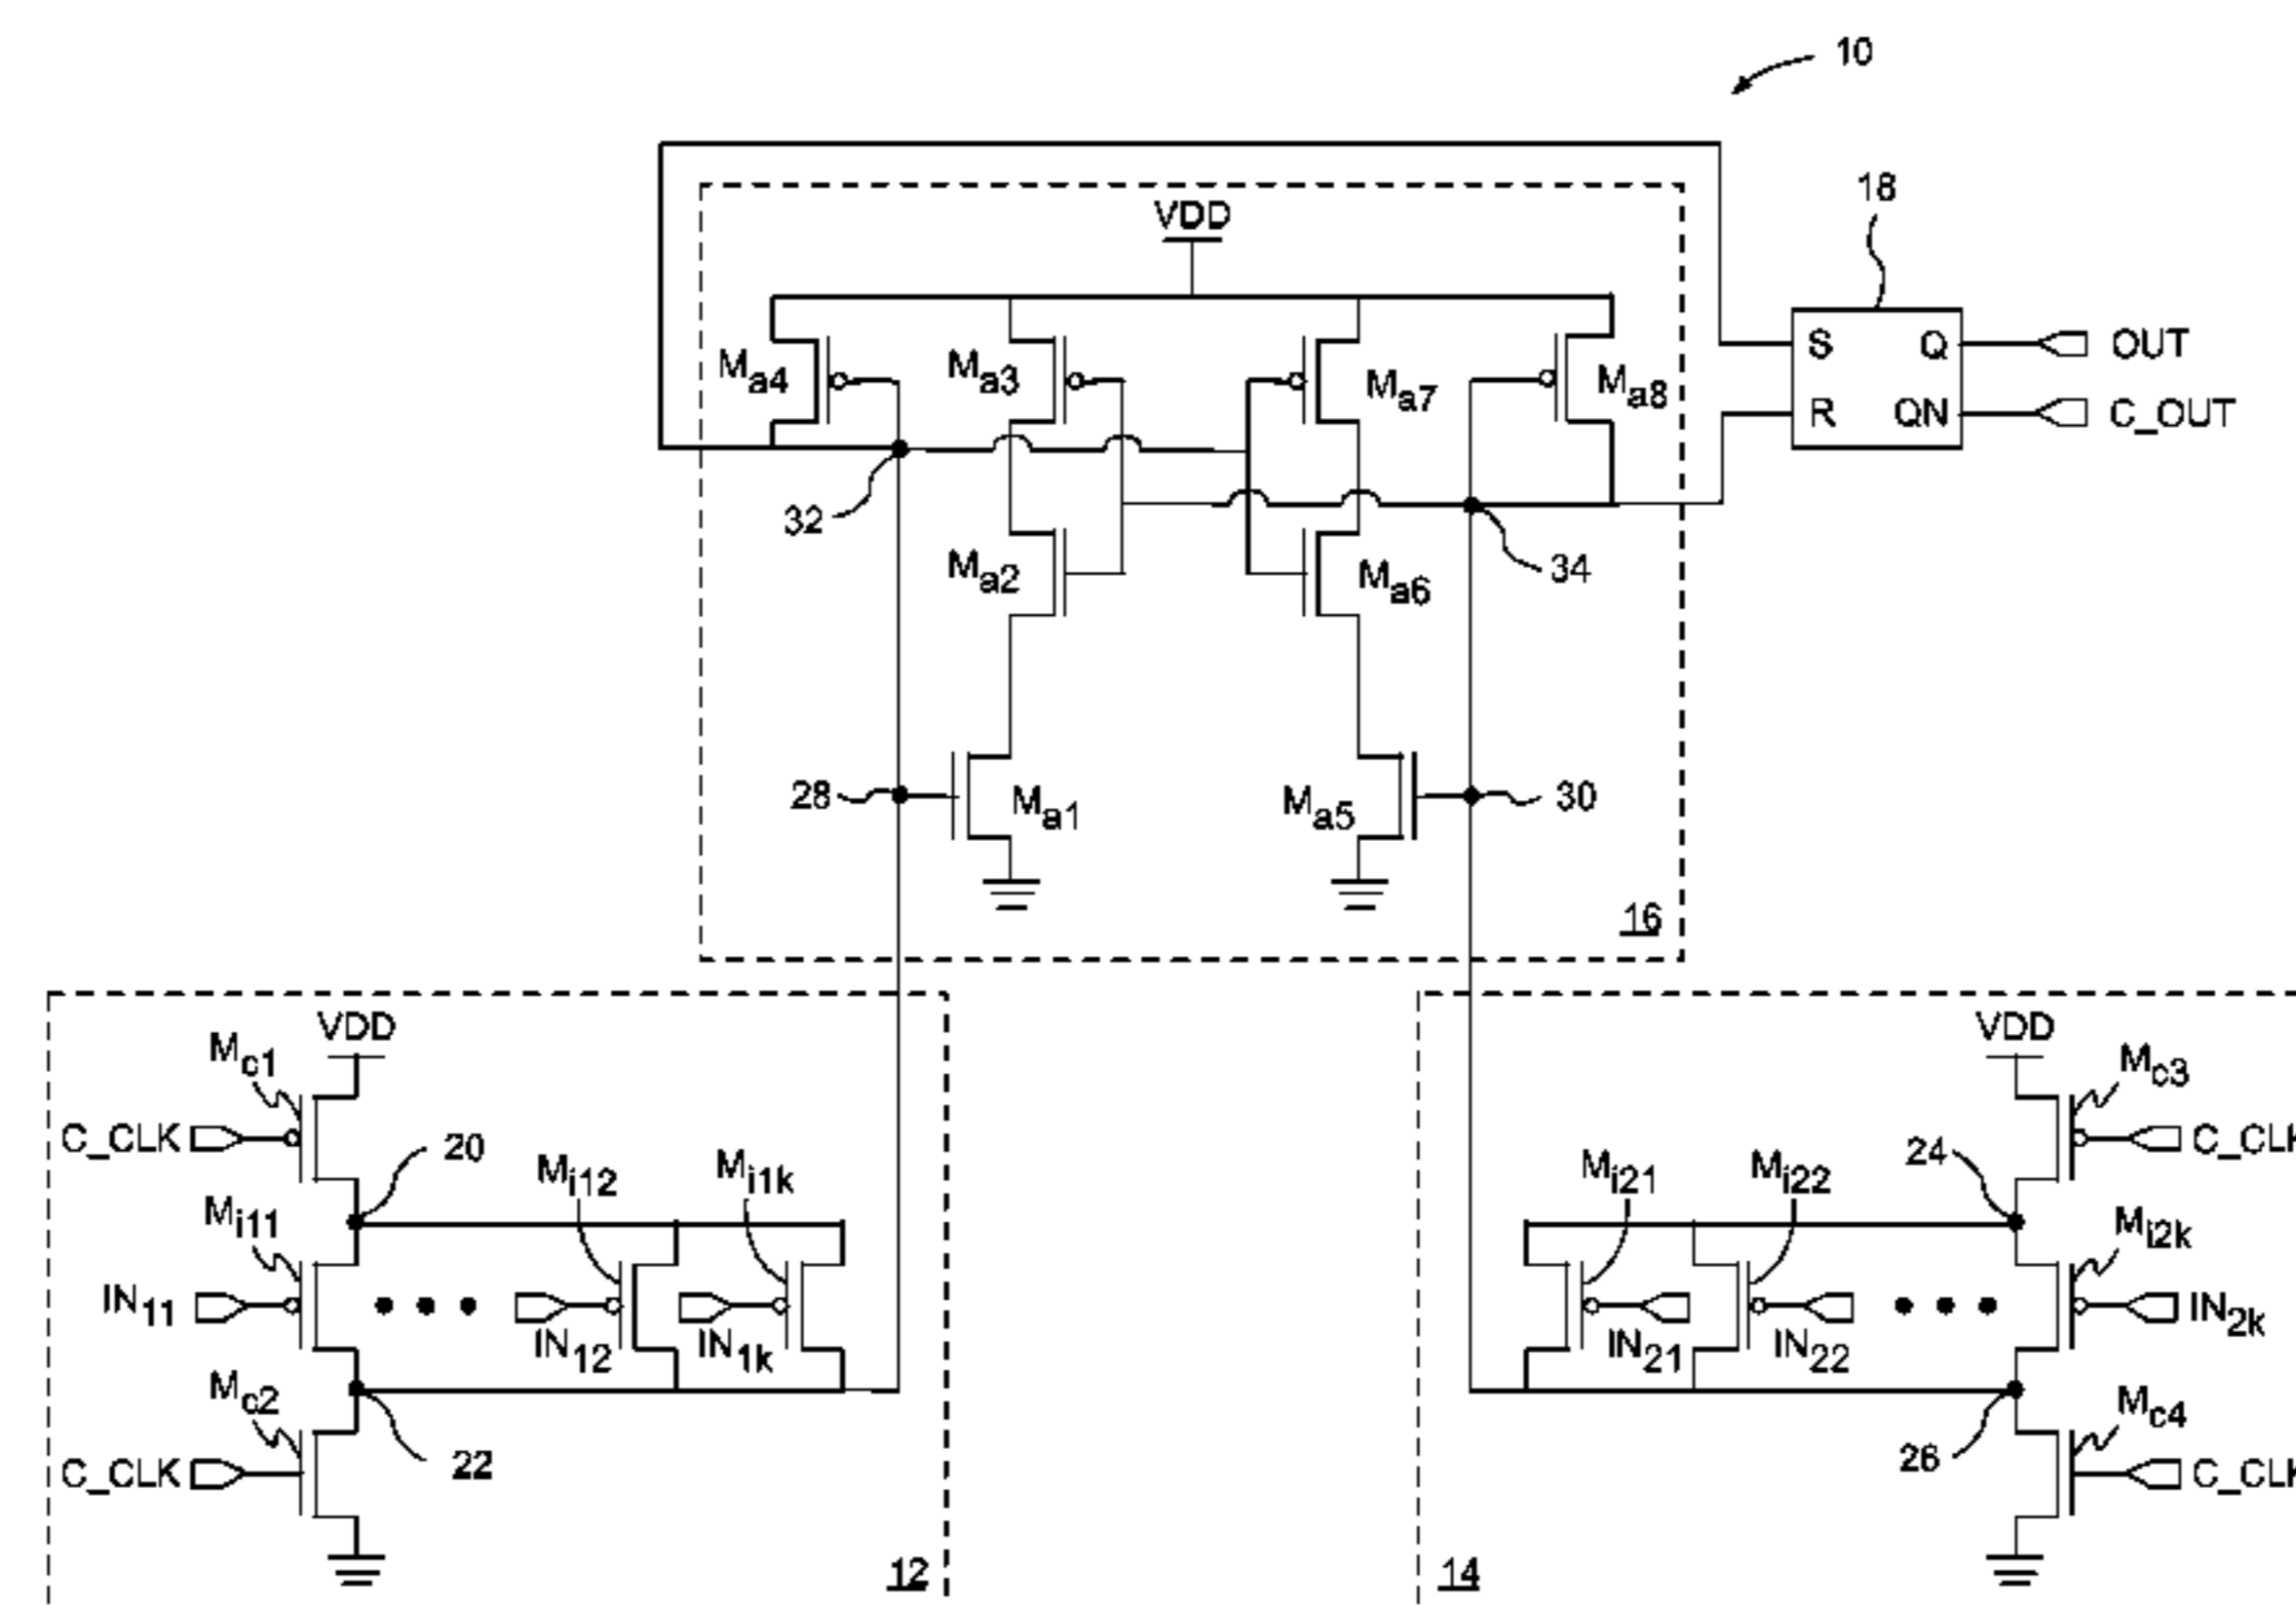 10
18
VDD
Ma4
Ma3
Ma7
Ma8
S
Q
OUT
R
QN
C_OUT
32
34
Ma2
Ma6
28
Ma1
Ma5
30
16
VDD
Mc1
C_CLK
20
Mi11
Mi12
Mi1k
IN11
IN12
IN1k
Mc2
C_CLK
22
12
VDD
Mc3
C_CLK
24
Mi21
Mi22
Mi2k
IN21
IN22
IN2k
Mc4
26
C_CLK
14